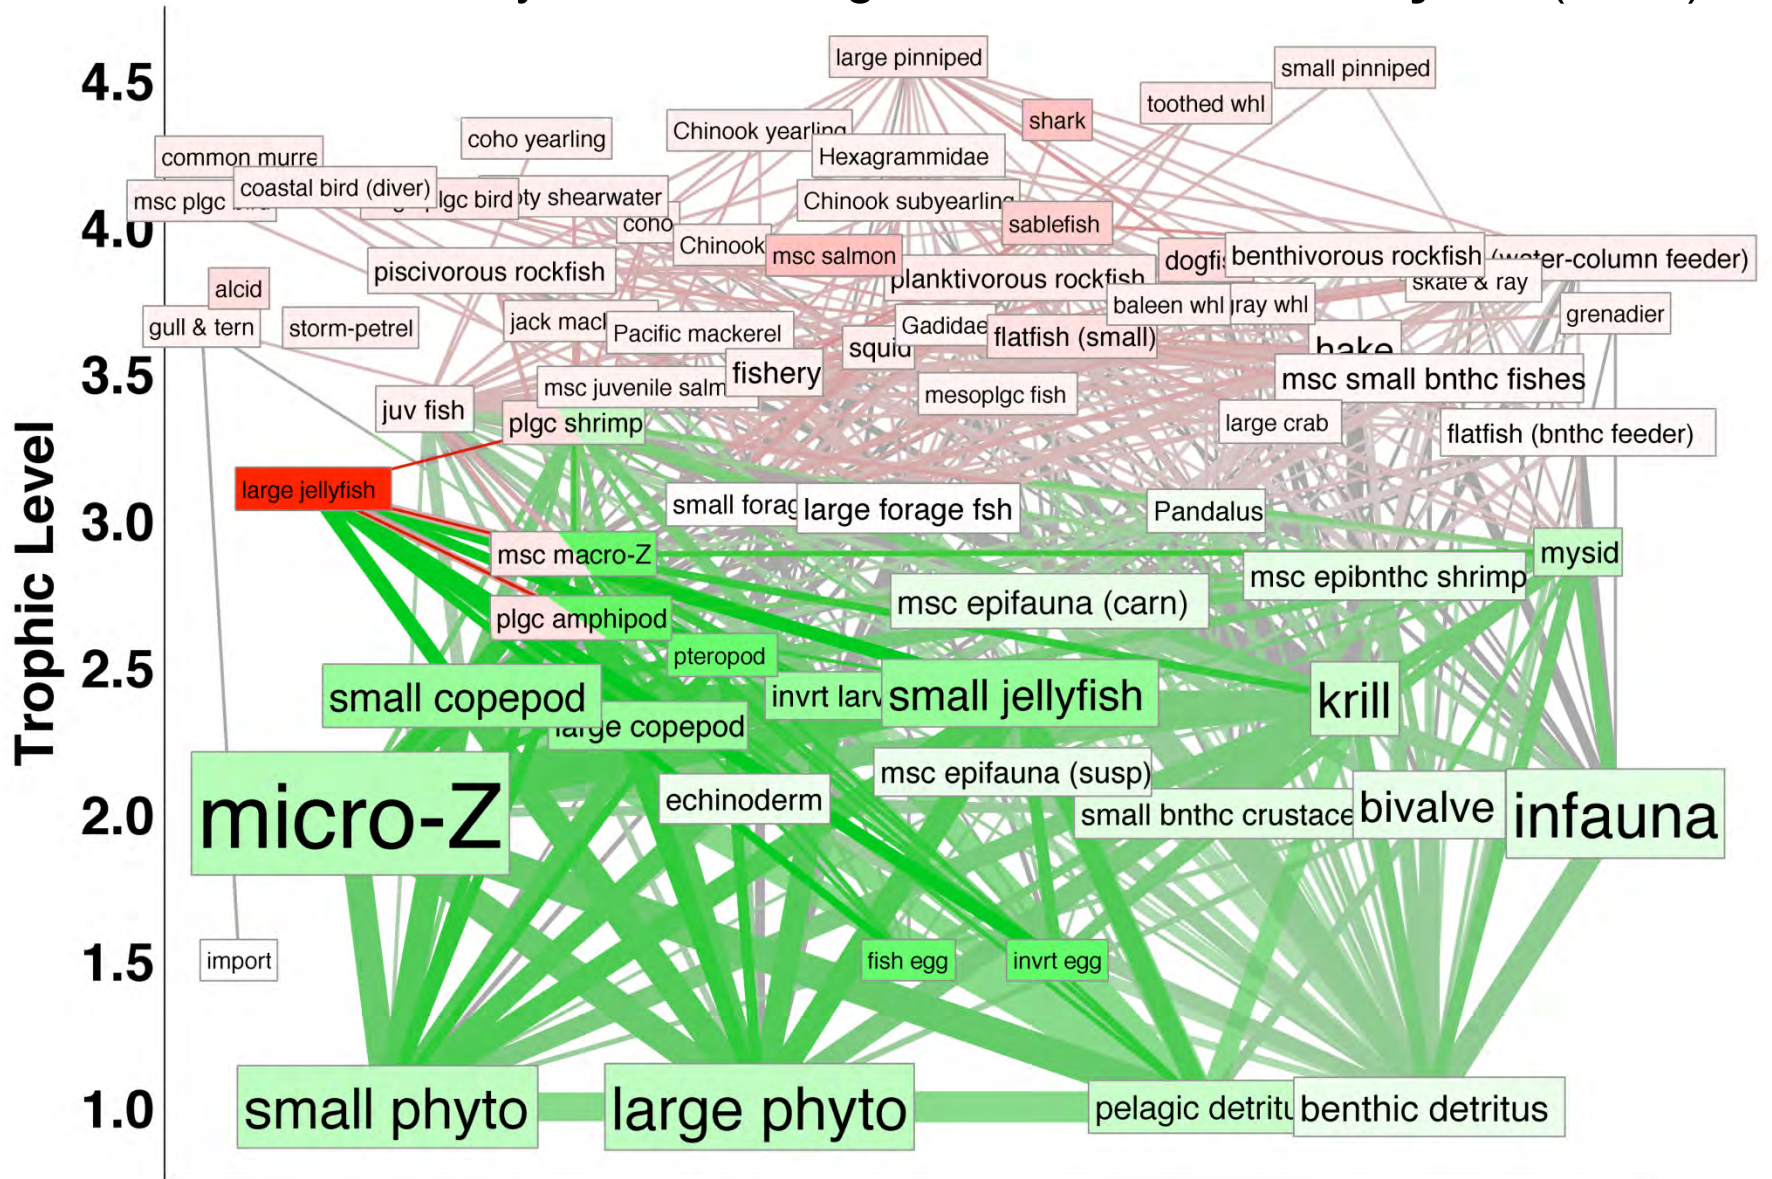 4.5
4.0
3.5
3.0
2.5
2.0
1.5
1.0
Trophic Level
large pinniped
small pinniped
toothed whl
shark
Chinook yearling
coho yearling
Hexagrammidae
common murre
coastal bird (diver)
msc plgc
plgc bird
shearwater
Chinook subyearling
coho
sablefish
Chinook
msc salmon
dogfis
benthivorous rockfish
(water-column feeder)
piscivorous rockfish
planktivorous rockfish
skate & ray
alcid
baleen whl
gray whl
grenadier
gull & tern
storm-petrel
jack
Pacific mackerel
Gadidae
flatfish (small)
squid
hake
fishery
msc juvenile salm
mesoplgc fish
msc small bnthc fishes
juv fish
plgc shrimp
large crab
flatfish (bnthc feeder)
large jellyfish
small forag
large forage fsh
Pandalus
msc macro-Z
mysid
msc epibnthc shrimp
msc epifauna (carn)
plgc amphipod
pteropod
small copepod
invrt larv
small jellyfish
krill
large copepod
msc epifauna (susp)
micro-Z
echinoderm
small bnthc crustace
bivalve
infauna
import
fish egg
invrt egg
small phyto
large phyto
pelagic detritu
benthic detritus